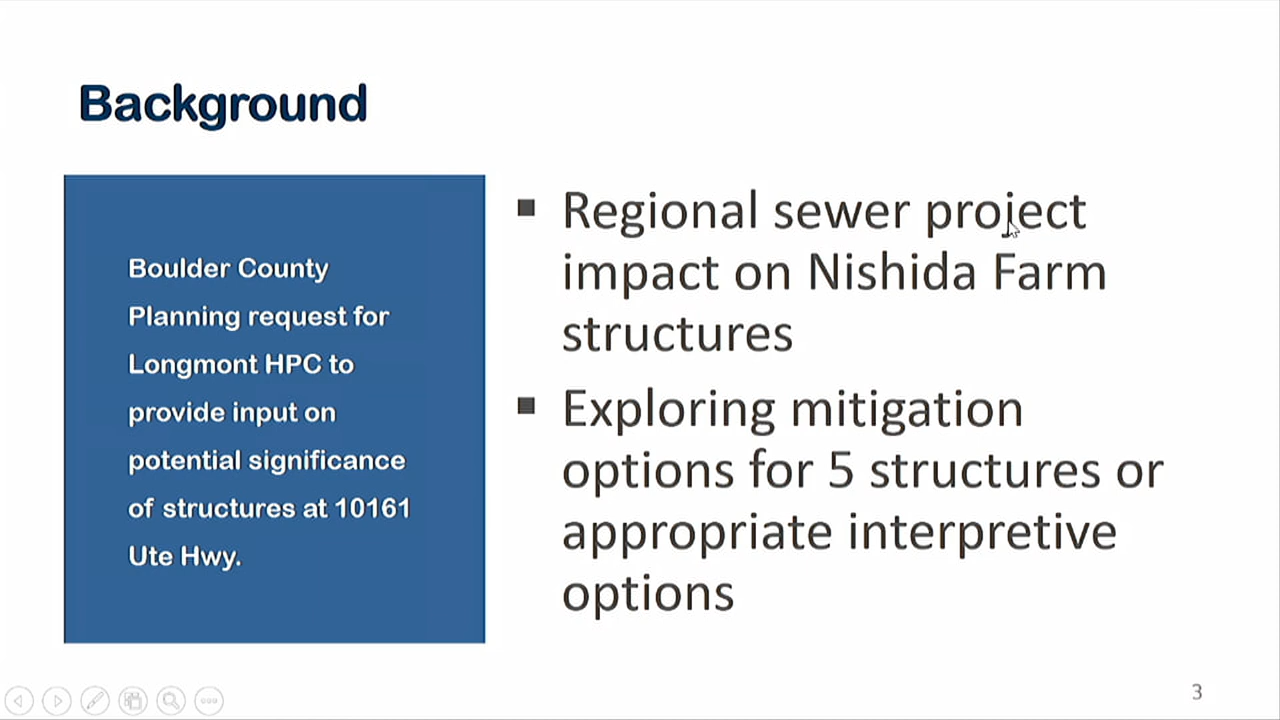 Background
Boulder County
Planning request for
Longmont HPC to
provide input on
potential significance
of structures at 10161
Ute Hwy.
▪ Regional sewer project
impact on Nishida Farm
structures
▪ Exploring mitigation
options for 5 structures or
appropriate interpretive
options
3